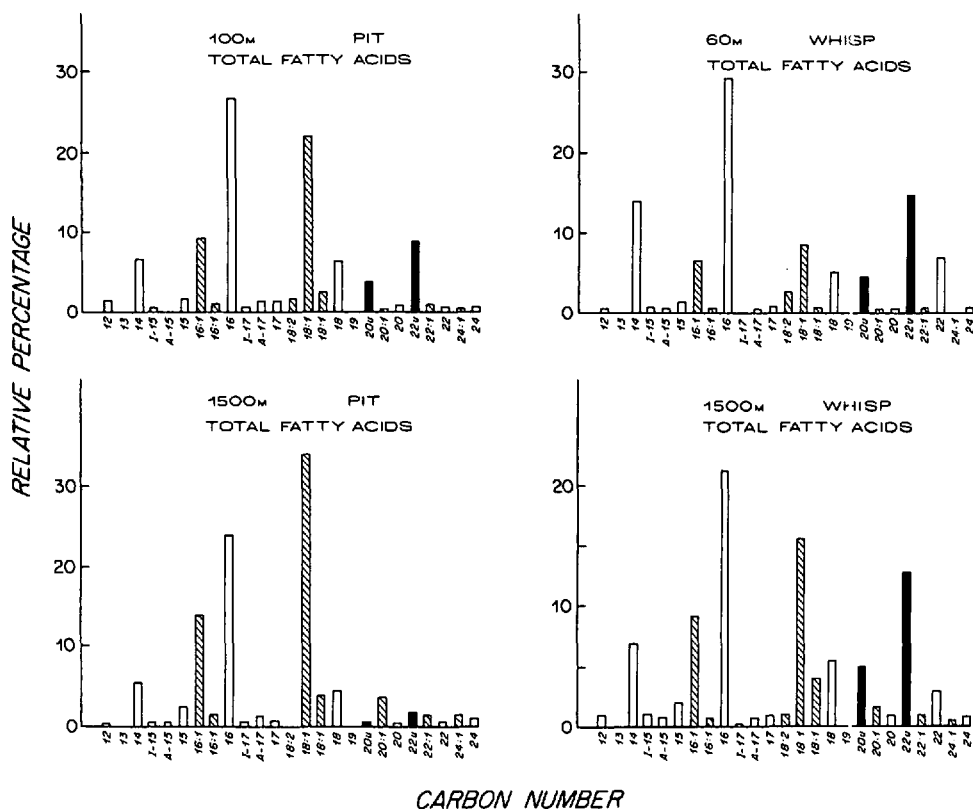 RELATIVE PERCENTAGE
100M PIT
TOTAL FATTY ACIDS
30
20
10
0
12 13 14 I-15 A-15 15 16:1 16:1 16 I-17 A-17 17 18:2 18:1 18:1 18 19 20u 20:1 20 22u 22:1 22 24:1 24
60M WHISP
TOTAL FATTY ACIDS
30
20
10
0
12 13 14 I-15 A-15 15 16:1 16:1 16 I-17 A-17 17 18:2 18:1 18:1 18 19 20u 20:1 20 22u 22:1 22 24:1 24
1500M PIT
TOTAL FATTY ACIDS
30
20
10
0
12 13 14 I-15 A-15 15 16:1 16:1 16 I-17 A-17 17 18:2 18:1 18:1 18 19 20u 20:1 20 22u 22:1 22 24:1 24
1500M WHISP
TOTAL FATTY ACIDS
20
10
0
12 13 14 I-15 A-15 15 16:1 16:1 16 I-17 A-17 17 18:2 18 1 18:1 18 19 20u 20:1 20 22u 22:1 22 24 1 24
CARBON NUMBER